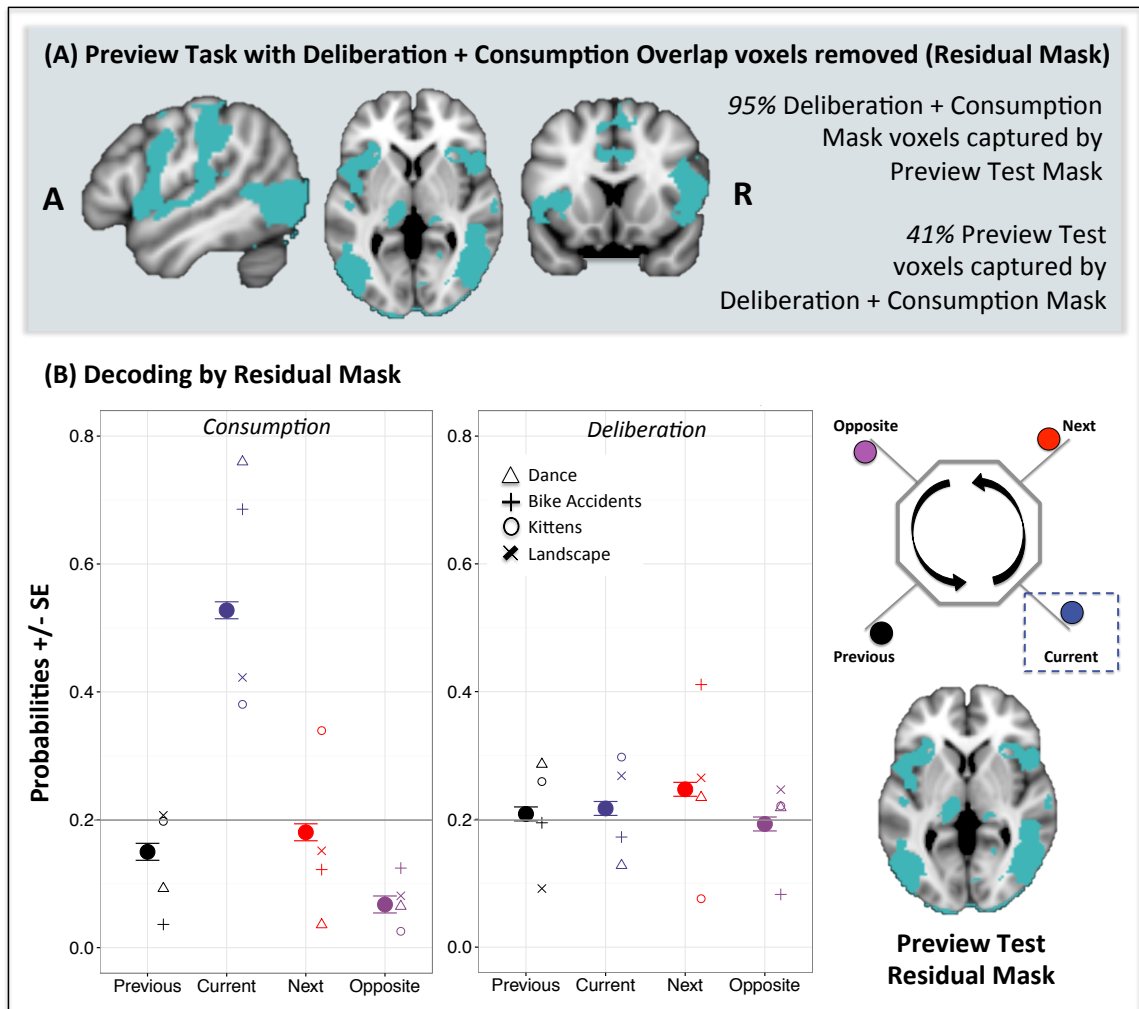 (A) Preview Task with Deliberation + Consumption Overlap voxels removed (Residual Mask)
95% Deliberation + Consumption
Mask voxels captured by
Preview Test Mask
A
R
41% Preview Test
voxels captured by
Deliberation + Consumption Mask
(B) Decoding by Residual Mask
Probabilities +/- SE
0.8
0.6
0.4
0.2
0.0
Consumption
Previous Current Next Opposite
0.8
0.6
0.4
0.2
0.0
Deliberation
Dance
Bike Accidents
Kittens
Landscape
Previous Current Next Opposite
Opposite
Next
Previous
Current
Preview Test
Residual Mask